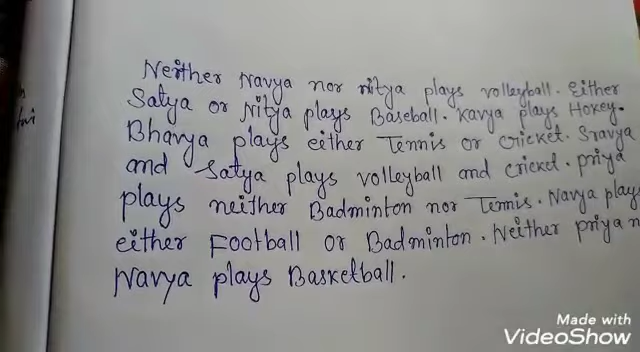 Neither Navya nor nitya plays volleyball. Either
Satya or Nitya plays Baseball. Kavya plays Hokey.
Bhavya plays either Tennis or cricket. Sravya
and Satya plays volleyball and cricket. priya
plays neither Badminton nor Tennis. Navya plays
either Football or Badminton. Neither priya n
Navya plays Basketball.
Made with
VideoShow